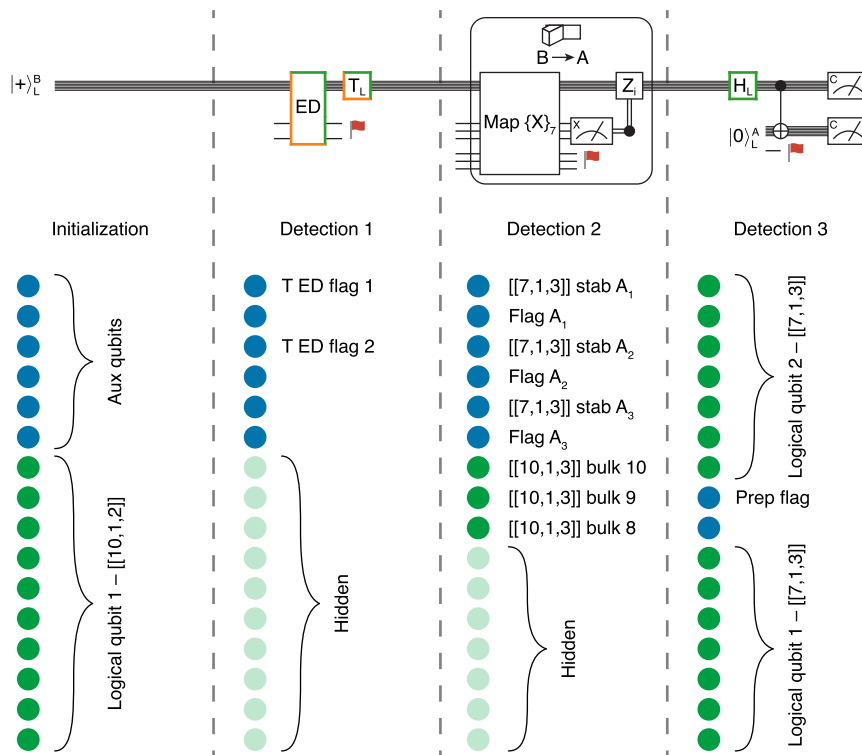 B → A
|+⟩_L^B
ED
T_L
Map {X}_7
X
Z_i
H_L
C
|0⟩_L^A
C
Initialization
Detection 1
Detection 2
Detection 3
Aux qubits
Logical qubit 1 – [[10,1,2]]
T ED flag 1
T ED flag 2
Hidden
[[7,1,3]] stab A_1
Flag A_1
[[7,1,3]] stab A_2
Flag A_2
[[7,1,3]] stab A_3
Flag A_3
[[10,1,3]] bulk 10
[[10,1,3]] bulk 9
[[10,1,3]] bulk 8
Hidden
Logical qubit 2 – [[7,1,3]]
Prep flag
Logical qubit 1 – [[7,1,3]]